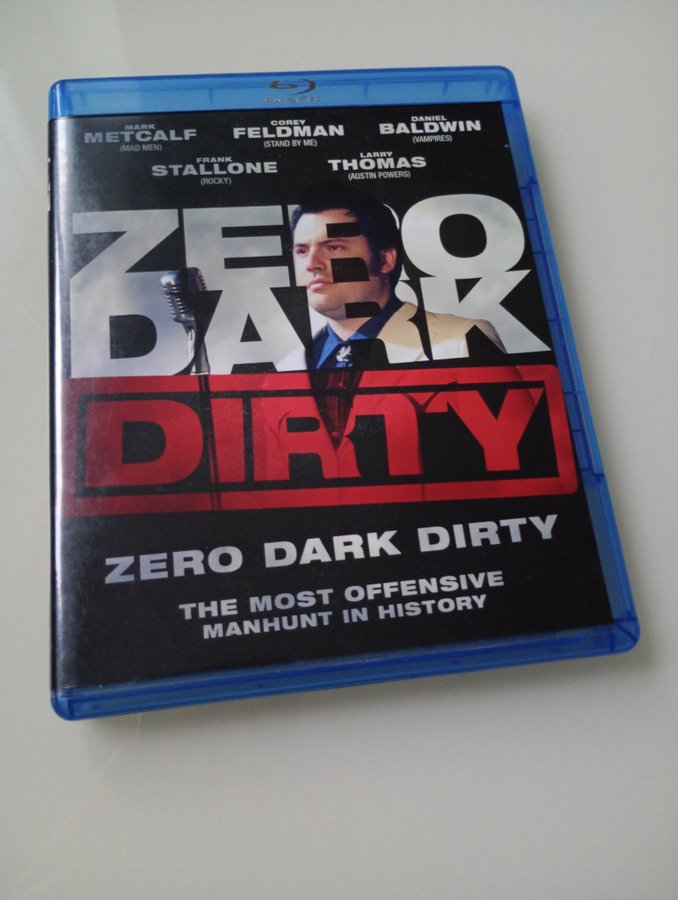 MARK
METCALF
(MAD MEN)
COREY
FELDMAN
(STAND BY ME)
DANIEL
BALDWIN
(VAMPIRES)
FRANK
STALLONE
(ROCKY)
LARRY
THOMAS
(AUSTIN POWERS)
ZERO
DARK
DIRTY
ZERO DARK DIRTY
THE MOST OFFENSIVE
MANHUNT IN HISTORY